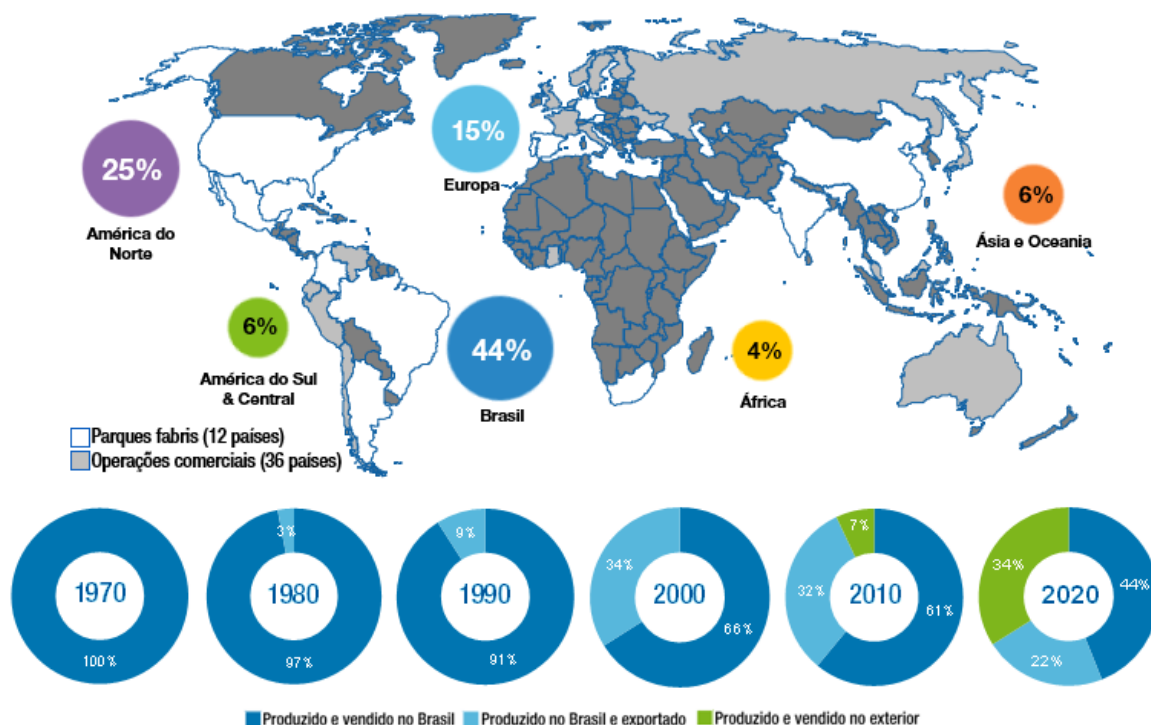 15%
Europa
25%
América do
Norte
6%
Ásia e Oceania
6%
América do Sul
& Central
44%
Brasil
4%
África
Parques fabris (12 países)
Operações comerciais (36 países)
1970
100%
3%
1980
97%
9%
1990
91%
34%
2000
66%
7%
32%
2010
61%
34%
2020
44%
22%
Produzido e vendido no Brasil
Produzido no Brasil e exportado
Produzido e vendido no exterior